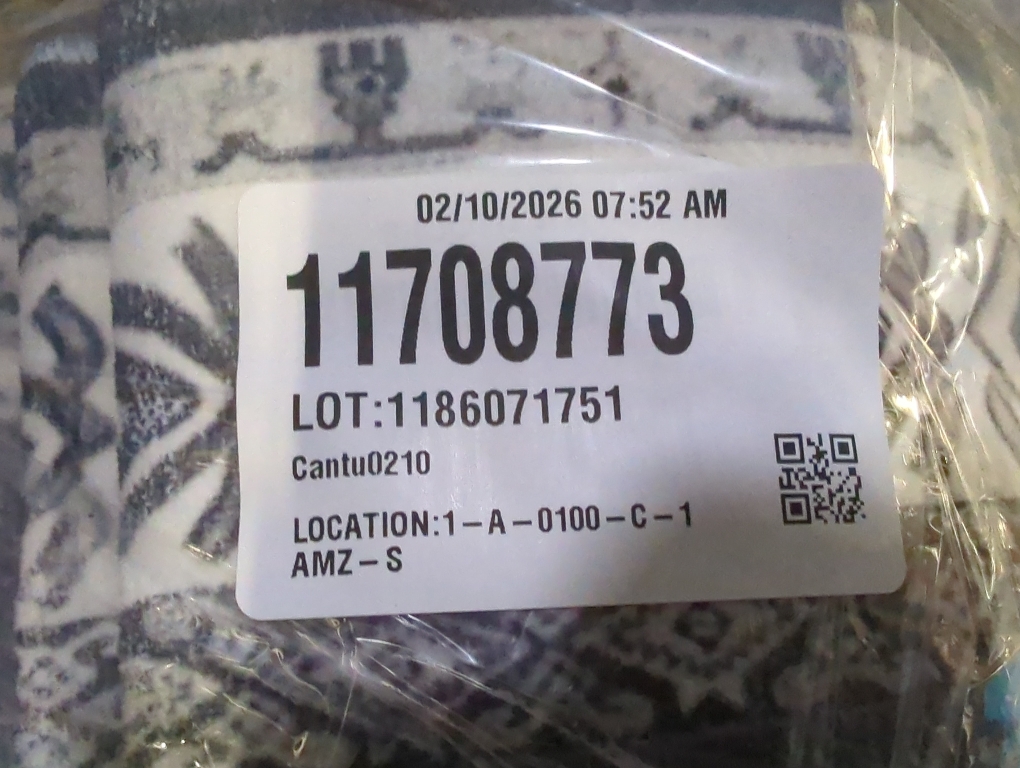 02/10/2026 07:52 AM
11708773
LOT:1186071751
Cantu0210
LOCATION:1-A-0100-C-1
AMZ-S